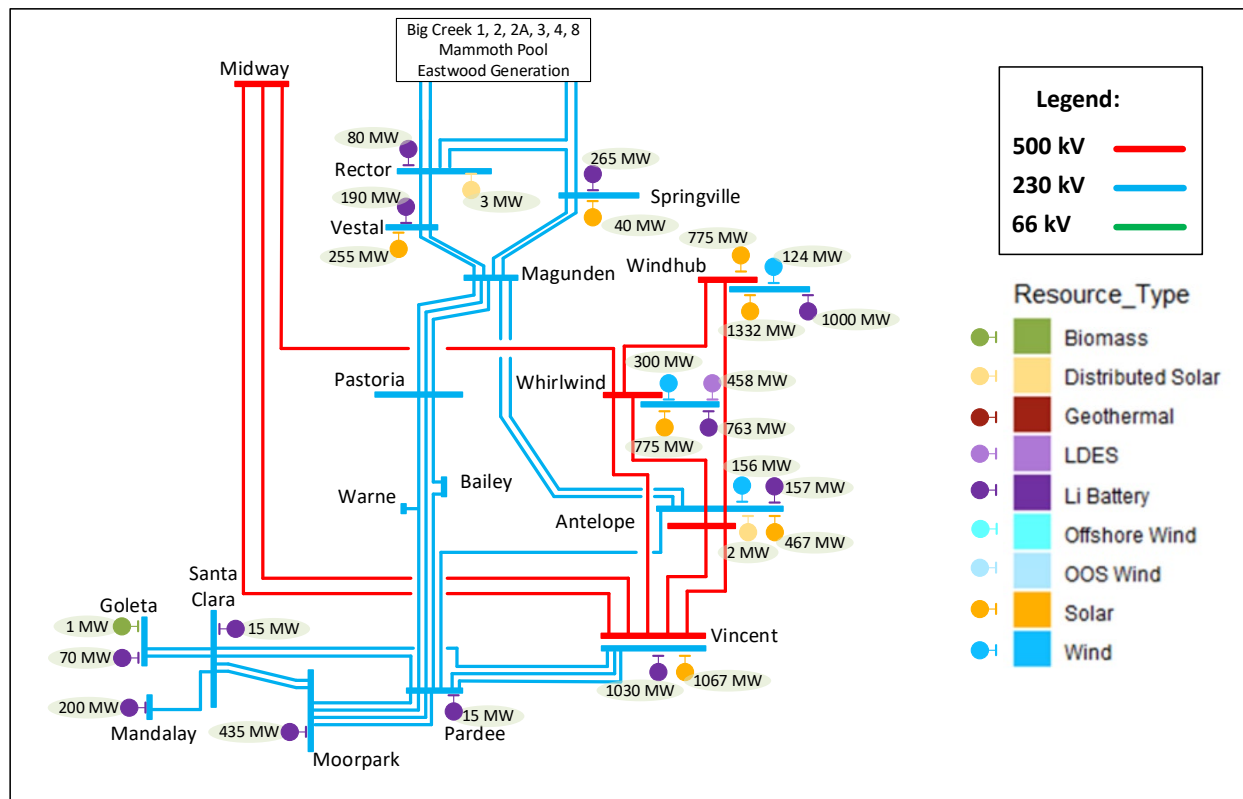 Big Creek 1, 2, 2A, 3, 4, 8
Mammoth Pool
Eastwood Generation
Midway
Legend:
500 kV
230 kV
66 kV
80 MW
Rector
3 MW
265 MW
Springville
40 MW
190 MW
Vestal
255 MW
Magunden
775 MW
Windhub
124 MW
1332 MW
1000 MW
Pastoria
300 MW
Whirlwind
458 MW
775 MW
763 MW
Bailey
Warne
156 MW
157 MW
Antelope
2 MW
467 MW
Santa
Clara
Goleta
1 MW
15 MW
70 MW
200 MW
Mandalay
435 MW
Moorpark
15 MW
Pardee
Vincent
1030 MW
1067 MW
Resource_Type
Biomass
Distributed Solar
Geothermal
LDES
Li Battery
Offshore Wind
OOS Wind
Solar
Wind